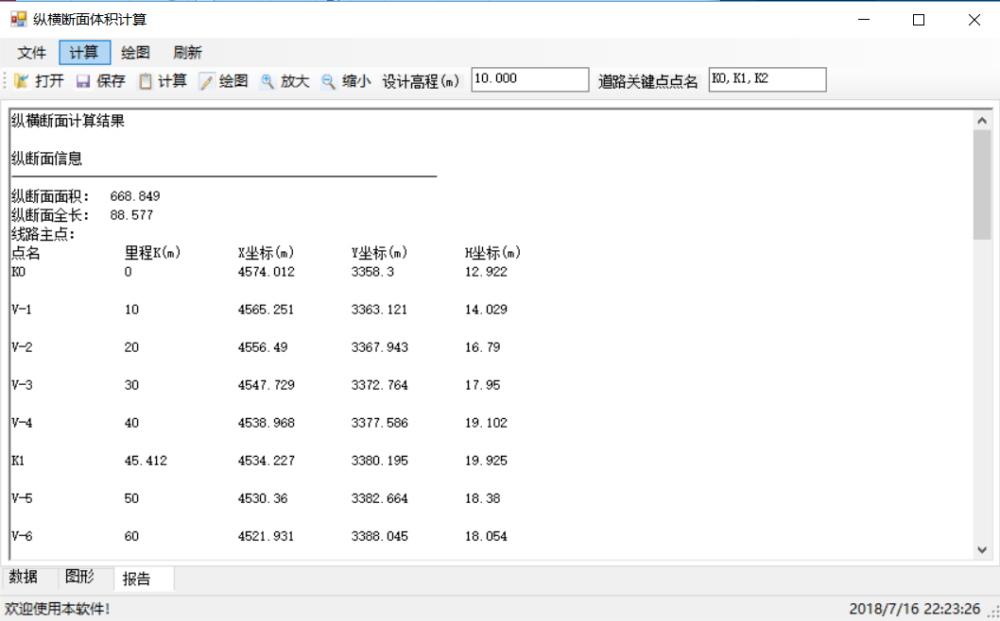 纵横断面体积计算
文件 计算 绘图 刷新
打开 保存 计算 绘图 放大 缩小 设计高程(m) 10.000 道路关键点点名 K0,K1,K2
纵横断面计算结果
纵断面信息
纵断面面积： 668.849
纵断面全长： 88.577
线路主点：
点名 里程K(m) X坐标(m) Y坐标(m) H坐标(m)
K0 0 4574.012 3358.3 12.922
V-1 10 4565.251 3363.121 14.029
V-2 20 4556.49 3367.943 16.79
V-3 30 4547.729 3372.764 17.95
V-4 40 4538.968 3377.586 19.102
K1 45.412 4534.227 3380.195 19.925
V-5 50 4530.36 3382.664 18.38
V-6 60 4521.931 3388.045 18.054
数据 图形 报告
欢迎使用本软件! 2018/7/16 22:23:26